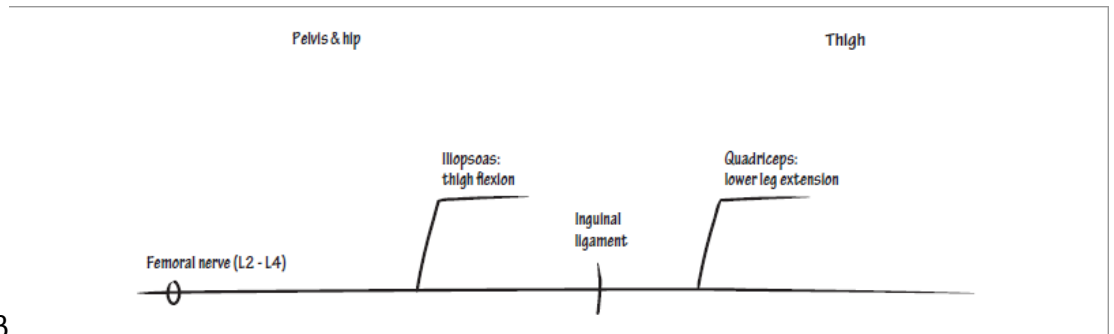 Pelvis & hip
Thigh
Iliopsoas:
thigh flexion
Quadriceps:
lower leg extension
Inguinal
ligament
Femoral nerve (L2 - L4)
B